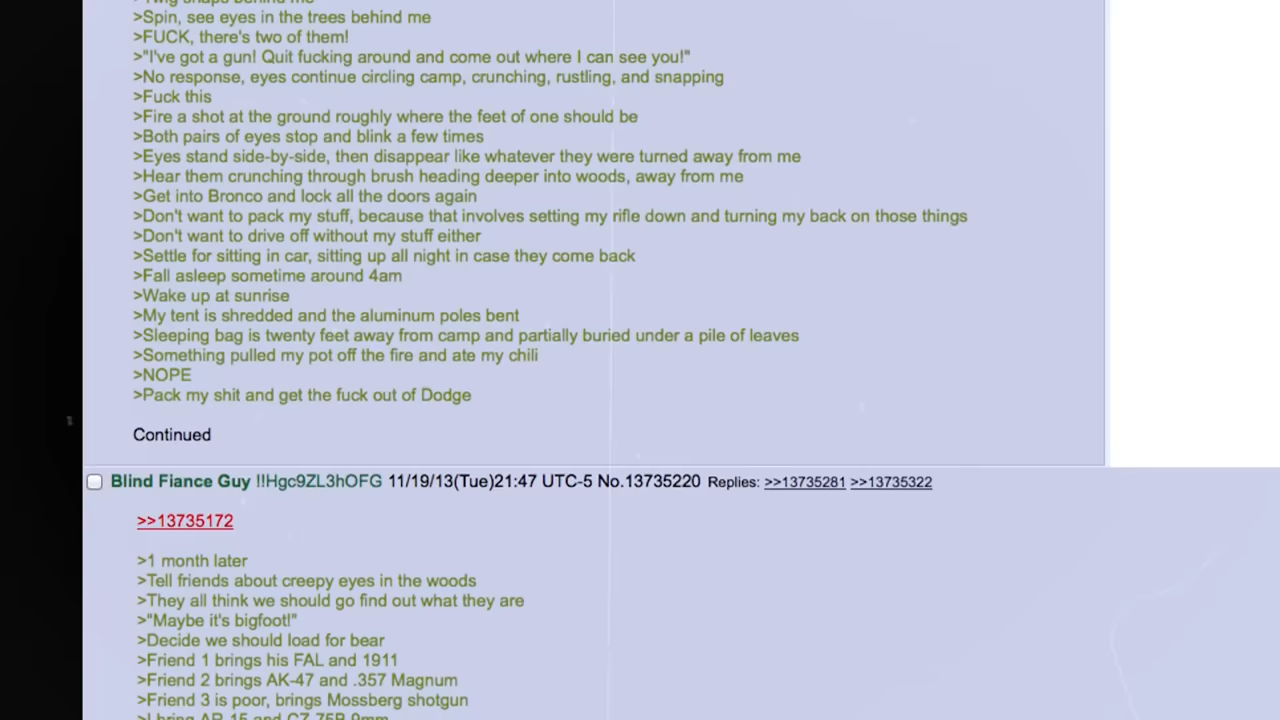 >Twig snaps behind me
>Spin, see eyes in the trees behind me
>FUCK, there's two of them!
>"I've got a gun! Quit fucking around and come out where I can see you!"
>No response, eyes continue circling camp, crunching, rustling, and snapping
>Fuck this
>Fire a shot at the ground roughly where the feet of one should be
>Both pairs of eyes stop and blink a few times
>Eyes stand side-by-side, then disappear like whatever they were turned away from me
>Hear them crunching through brush heading deeper into woods, away from me
>Get into Bronco and lock all the doors again
>Don't want to pack my stuff, because that involves setting my rifle down and turning my back on those things
>Don't want to drive off without my stuff either
>Settle for sitting in car, sitting up all night in case they come back
>Fall asleep sometime around 4am
>Wake up at sunrise
>My tent is shredded and the aluminum poles bent
>Sleeping bag is twenty feet away from camp and partially buried under a pile of leaves
>Something pulled my pot off the fire and ate my chili
>NOPE
>Pack my shit and get the fuck out of Dodge
Continued
Blind Fiance Guy !!Hgc9ZL3hOFG 11/19/13(Tue)21:47 UTC-5 No.13735220 Replies: >>13735281 >>13735322
>>13735172
>1 month later
>Tell friends about creepy eyes in the woods
>They all think we should go find out what they are
>"Maybe it's bigfoot!"
>Decide we should load for bear
>Friend 1 brings his FAL and 1911
>Friend 2 brings AK-47 and .357 Magnum
>Friend 3 is poor, brings Mossberg shotgun
>I bring AR-15 and CZ-75B 9mm